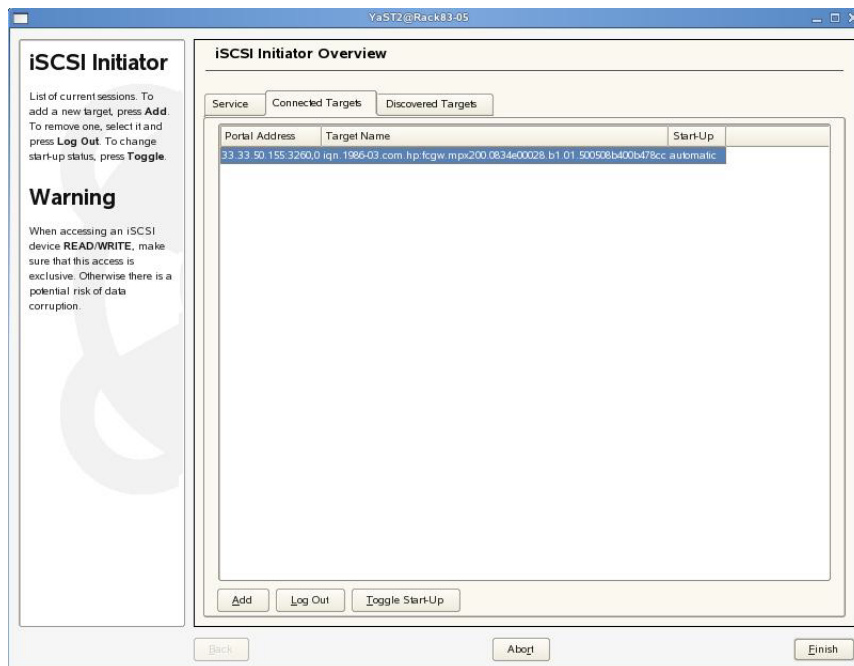 YaST2@Rack83-05
iSCSI Initiator
List of current sessions. To
add a new target, press Add.
To remove one, select it and
press Log Out. To change
start-up status, press Toggle.
Warning
When accessing an iSCSI
device READ/WRITE, make
sure that this access is
exclusive. Otherwise there is a
potential risk of data
corruption.
iSCSI Initiator Overview
Service Connected Targets Discovered Targets
Portal Address Target Name Start-Up
33.33.50.155:3260,0 iqn.1986-03.com.hp:fcgw.mpx200.0834e00028.b1.01.500508b400b478cc automatic
Add Log Out Toggle Start-Up
Back Abort Finish